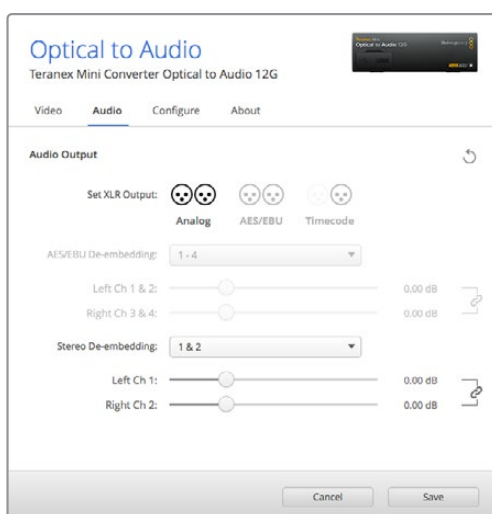 Optical to Audio
Teranex Mini Converter Optical to Audio 12G
Video Audio Configure About
Audio Output
Set XLR Output:
Analog AES/EBU Timecode
AES/EBU De-embedding: 1 - 4
Left Ch 1 & 2: 0.00 dB
Right Ch 3 & 4: 0.00 dB
Stereo De-embedding: 1 & 2
Left Ch 1: 0.00 dB
Right Ch 2: 0.00 dB
Cancel Save